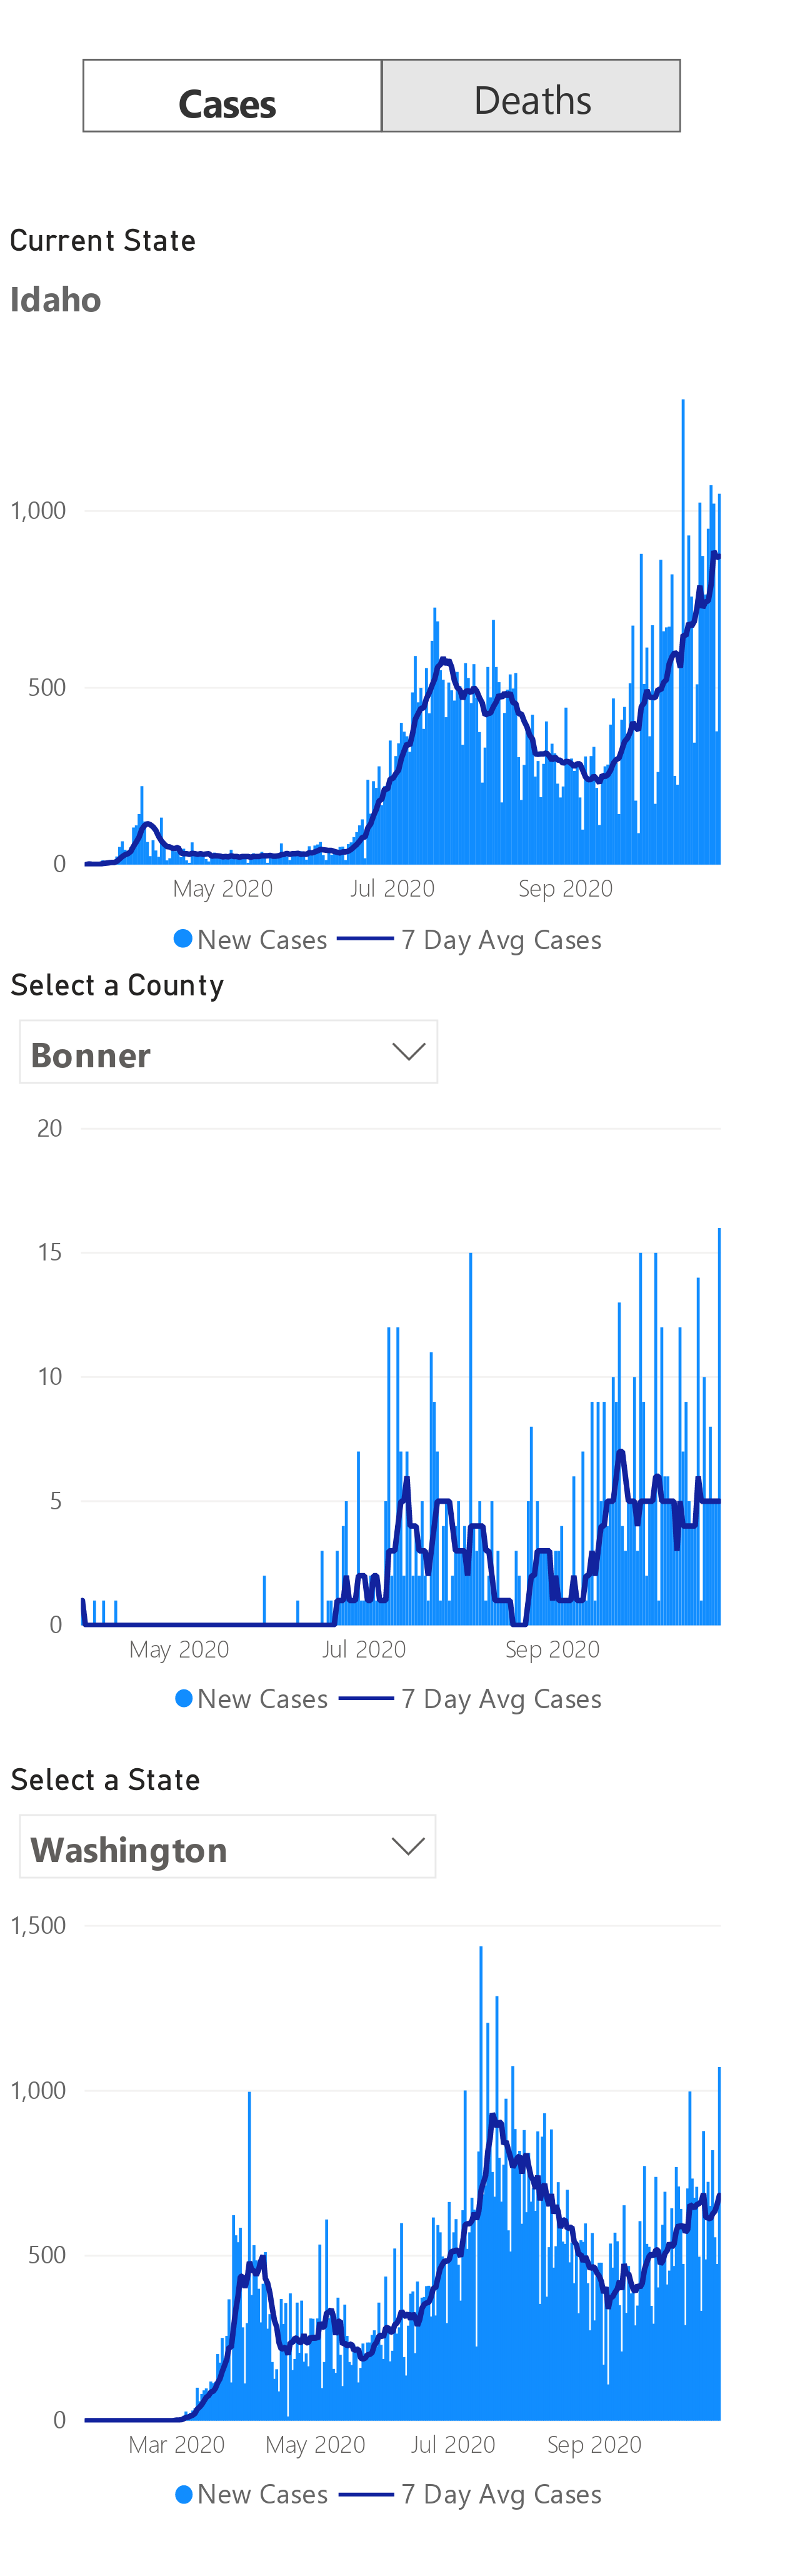 Cases Deaths
Current State
Idaho
1,000
500
0
May 2020 Jul 2020 Sep 2020
New Cases 7 Day Avg Cases
Select a County
Bonner
20
15
10
5
0
May 2020 Jul 2020 Sep 2020
New Cases 7 Day Avg Cases
Select a State
Washington
1,500
1,000
500
0
Mar 2020 May 2020 Jul 2020 Sep 2020
New Cases 7 Day Avg Cases